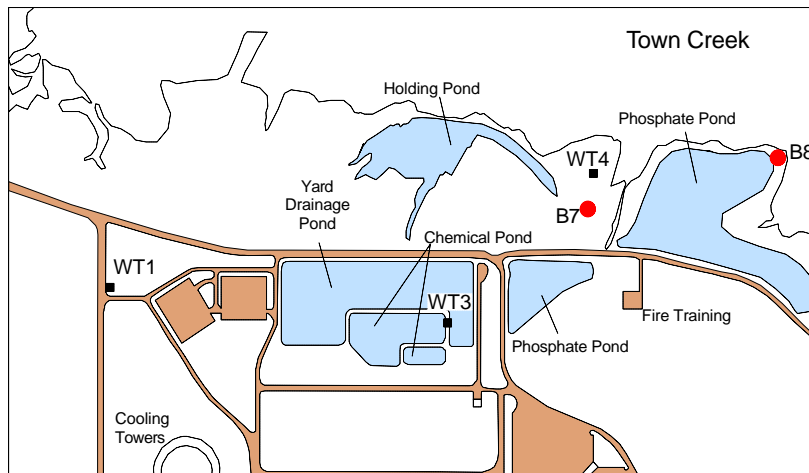 Town Creek
Holding Pond
Phosphate Pond
B8
WT4
Yard
Drainage
Pond
B7
Chemical Pond
WT1
WT3
Fire Training
Phosphate Pond
Cooling
Towers